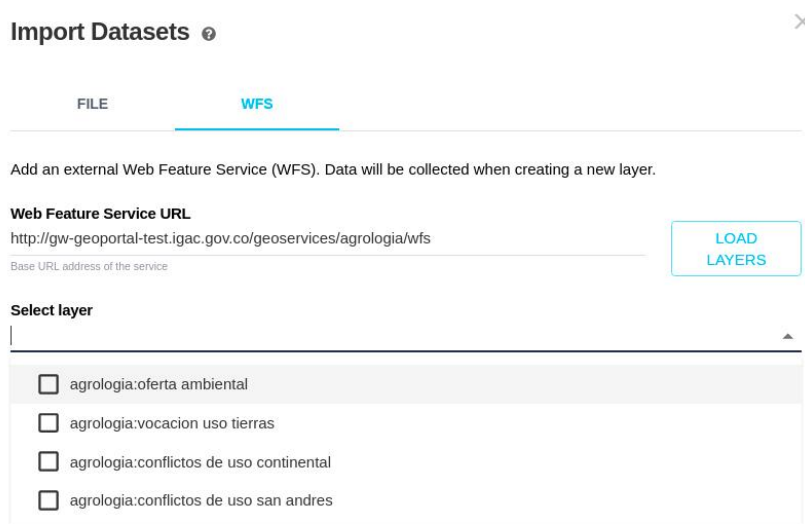 Import Datasets ?
FILE
WFS
Add an external Web Feature Service (WFS). Data will be collected when creating a new layer.
Web Feature Service URL
http://gw-geoportal-test.igac.gov.co/geoservices/agrologia/wfs
Base URL address of the service
LOAD
LAYERS
Select layer
agrologia:oferta ambiental
agrologia:vocacion uso tierras
agrologia:conflictos de uso continental
agrologia:conflictos de uso san andres